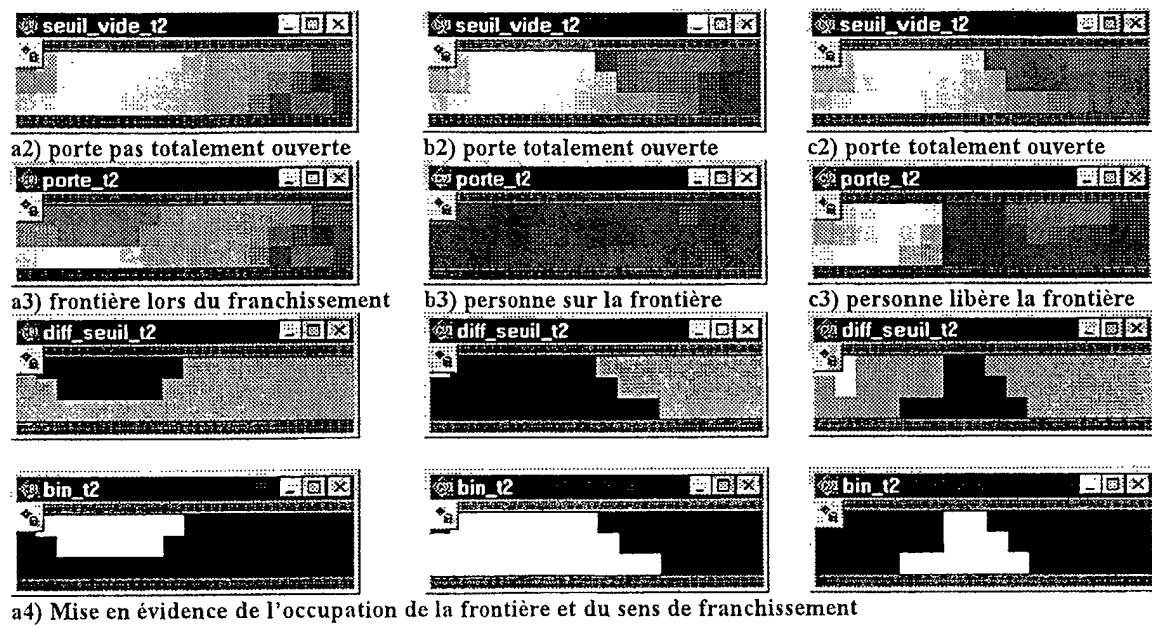 seuil_vide_t2 seuil_vide_t2 seuil_vide_t2
a2) porte pas totalement ouverte b2) porte totalement ouverte c2) porte totalement ouverte
porte_t2 porte_t2 porte_t2
a3) frontière lors du franchissement b3) personne sur la frontière c3) personne libère la frontière
diff_seuil_t2 diff_seuil_t2 diff_seuil_t2
bin_t2 bin_t2 bin_t2
a4) Mise en évidence de l'occupation de la frontière et du sens de franchissement